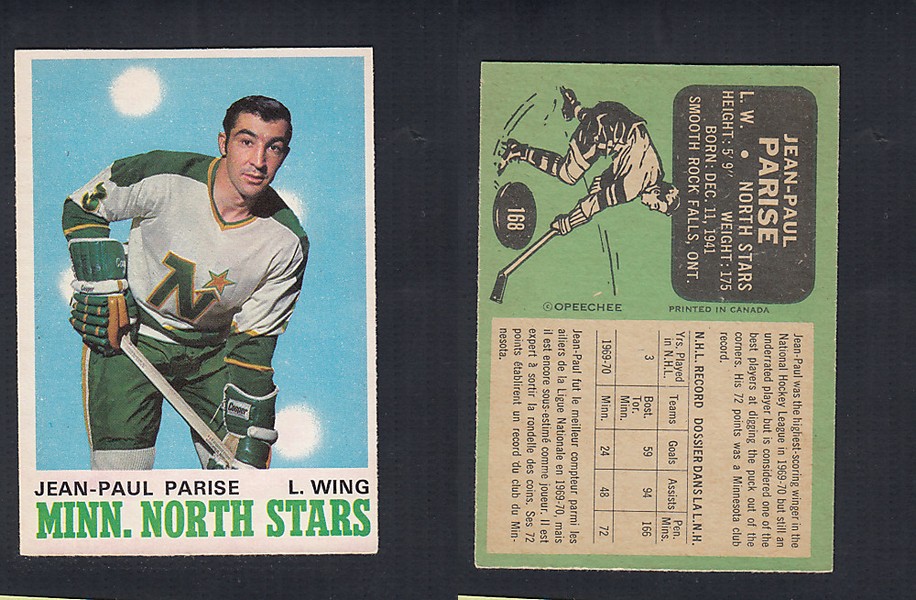 6
N
Cooper
Cooper
Cooper
JEAN-PAUL PARISE L. WING
MINN. NORTH STARS
JEAN-PAUL
PARISE
L. W. • NORTH STARS
HEIGHT: 5' 9" WEIGHT: 175
BORN: DEC. 11, 1941
SMOOTH ROCK FALLS, ONT.
168
© OPEECHEE
PRINTED IN CANADA
Jean-Paul was the highest-scoring winger in the
National Hockey League in 1969-70 but still an
underrated player but is considered one of the
best players at digging the puck out of the
corners. His 72 points was a Minnesota club
record.
N.H.L. RECORD DOSSIER DANS LA L.N.H.
Yrs. Played in N.H.L. Teams Goals Assists Pen. Mins.
3 Bost. Tor. Minn. 59 94 166
1969-70 Minn. 24 48 72
Jean-Paul fut le meilleur compteur parmi les
ailiers de la Ligue Nationale en 1969-70, mais
il est encore sous-estimé comme joueur. Il est
expert à sortir la rondelle des coins. Ses 72
points établirent un record du club du Min-
nesota.